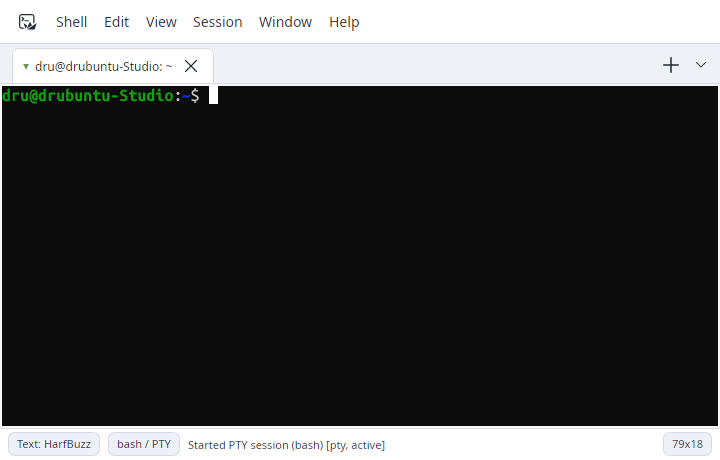 Shell Edit View Session Window Help
▾ dru@drubuntu-Studio: ~
dru@drubuntu-Studio:~$
Text: HarfBuzz bash / PTY Started PTY session (bash) [pty, active] 79x18